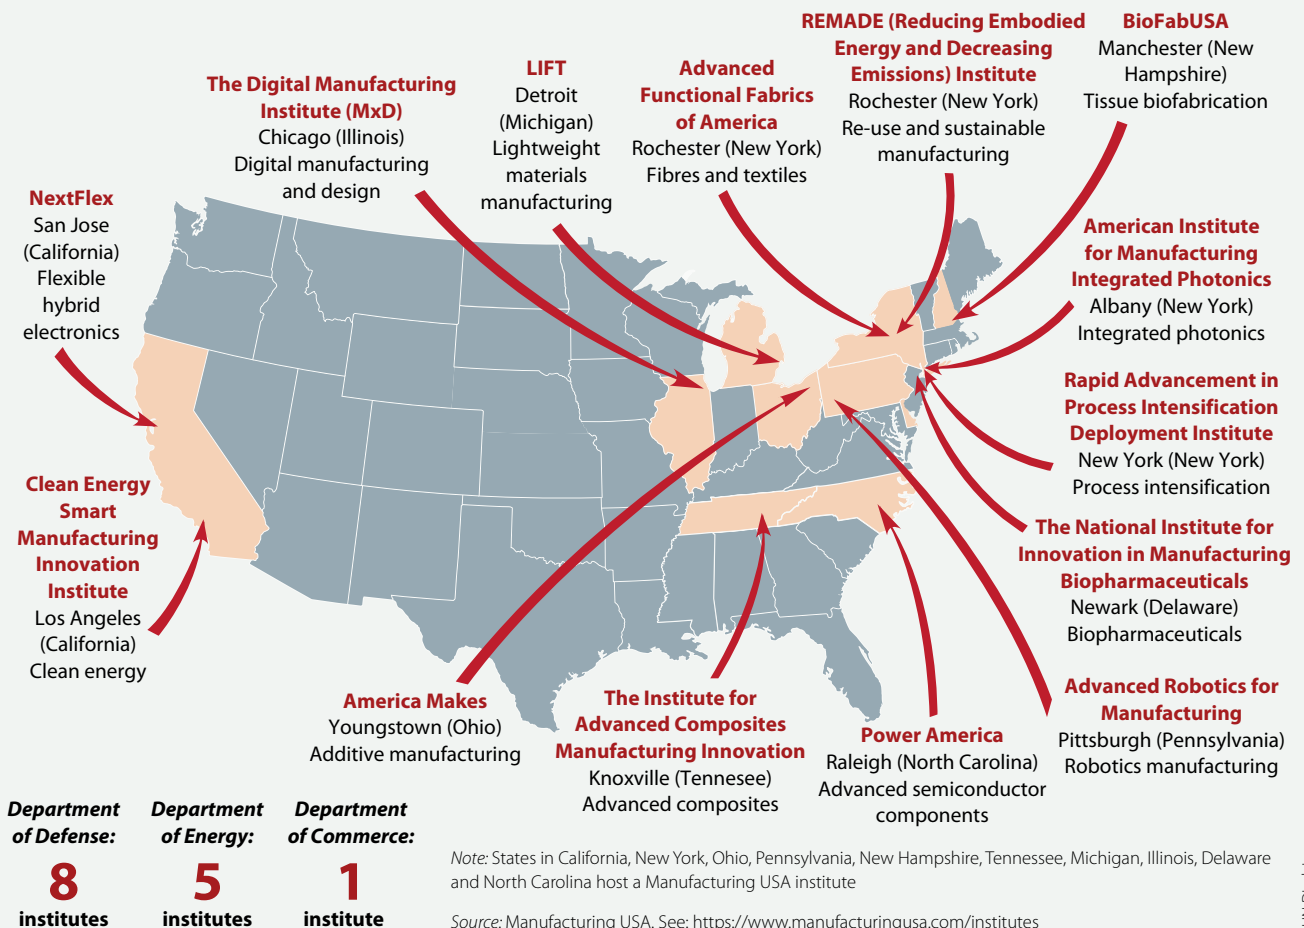 REMADE (Reducing Embodied
Energy and Decreasing
Emissions) Institute
Rochester (New York)
Re-use and sustainable
manufacturing
BioFabUSA
Manchester (New
Hampshire)
Tissue biofabrication
LIFT
Detroit
(Michigan)
Lightweight
materials
manufacturing
Advanced
Functional Fabrics
of America
Rochester (New York)
Fibres and textiles
The Digital Manufacturing
Institute (MxD)
Chicago (Illinois)
Digital manufacturing
and design
NextFlex
San Jose
(California)
Flexible
hybrid
electronics
American Institute
for Manufacturing
Integrated Photonics
Albany (New York)
Integrated photonics
Rapid Advancement in
Process Intensification
Deployment Institute
New York (New York)
Process intensification
Clean Energy
Smart
Manufacturing
Innovation
Institute
Los Angeles
(California)
Clean energy
The National Institute for
Innovation in Manufacturing
Biopharmaceuticals
Newark (Delaware)
Biopharmaceuticals
America Makes
Youngstown (Ohio)
Additive manufacturing
The Institute for
Advanced Composites
Manufacturing Innovation
Knoxville (Tennesee)
Advanced composites
Power America
Raleigh (North Carolina)
Advanced semiconductor
components
Advanced Robotics for
Manufacturing
Pittsburgh (Pennsylvania)
Robotics manufacturing
Department
of Defense:
8
institutes
Department
of Energy:
5
institutes
Department
of Commerce:
1
institute
Note: States in California, New York, Ohio, Pennsylvania, New Hampshire, Tennessee, Michigan, Illinois, Delaware
and North Carolina host a Manufacturing USA institute
Source: Manufacturing USA. See: https://www.manufacturingusa.com/institutes